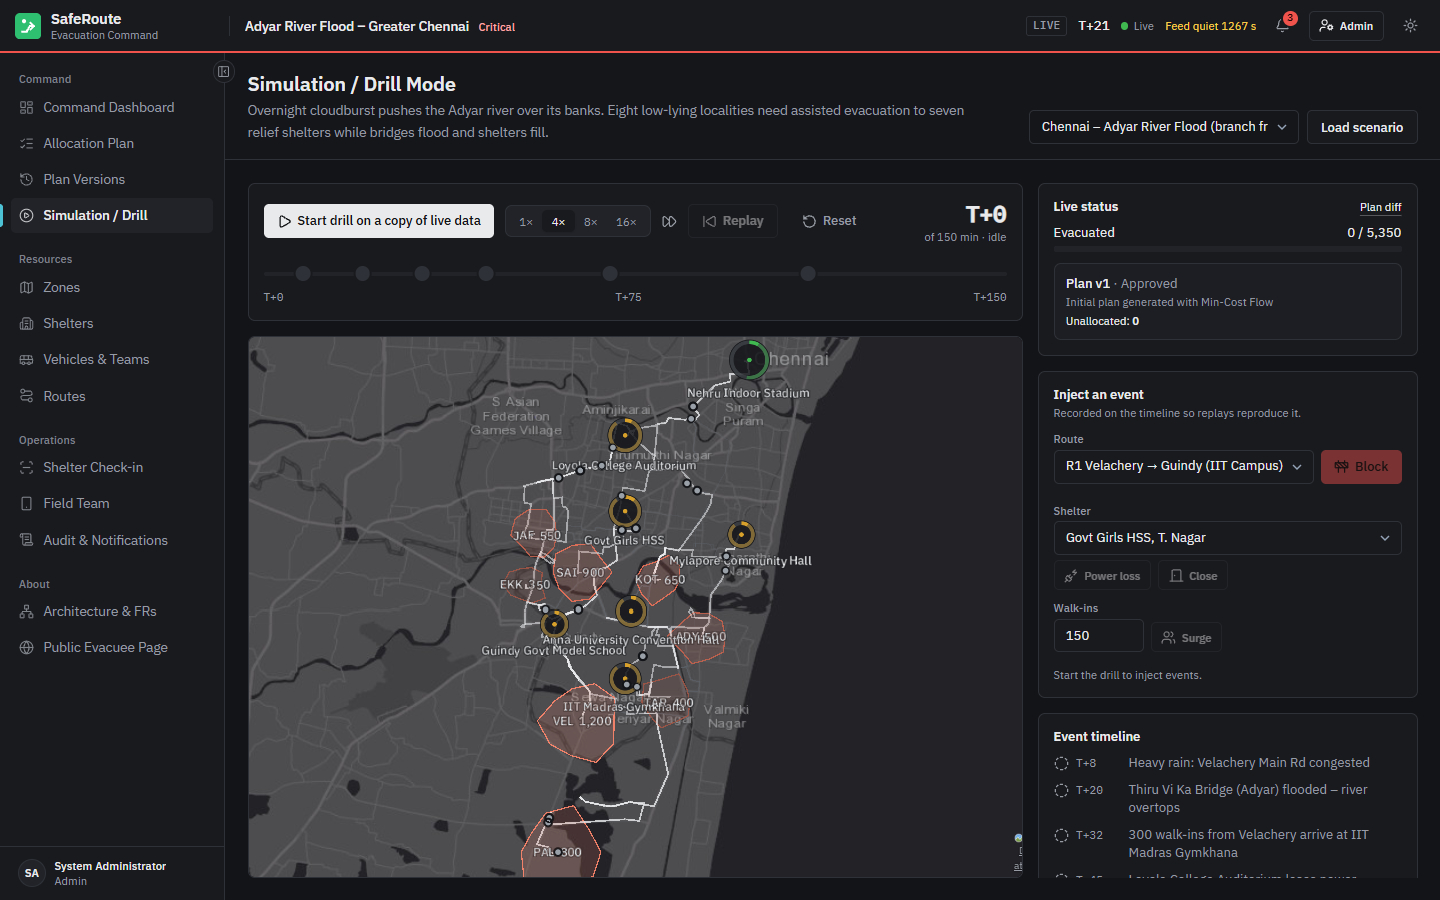 SafeRoute
Evacuation Command
Adyar River Flood – Greater Chennai Critical
LIVE T+21 Live Feed quiet 1267 s 3 Admin
Command
Command Dashboard
Allocation Plan
Plan Versions
Simulation / Drill
Resources
Zones
Shelters
Vehicles & Teams
Routes
Operations
Shelter Check-in
Field Team
Audit & Notifications
About
Architecture & FRs
Public Evacuee Page
SA System Administrator
Admin
Simulation / Drill Mode
Overnight cloudburst pushes the Adyar river over its banks. Eight low-lying localities need assisted evacuation to seven
relief shelters while bridges flood and shelters fill.
Chennai – Adyar River Flood (branch fr
Load scenario
Start drill on a copy of live data
1× 4× 8× 16×
Replay
Reset
T+0
of 150 min · idle
T+0 T+75 T+150
hennai
Nehru Indoor Stadium
S Asian
Federation
Games Village
Aminjikarai
Singa
Puram
Loyola College Auditorium
JAF 550
Govt Girls HSS
Mylapore Community Hall
Nagar
SAI 900
EKK 350
KOT 650
ADY 500
Anna University Convention Hall
Guindy Govt Model School
IIT Madras Gymkhana
TAR 400
VEL 1,200
Valmiki
Nagar
PAL 800
Live status
Plan diff
Evacuated 0 / 5,350
Plan v1 · Approved
Initial plan generated with Min-Cost Flow
Unallocated: 0
Inject an event
Recorded on the timeline so replays reproduce it.
Route
R1 Velachery → Guindy (IIT Campus)
Block
Shelter
Govt Girls HSS, T. Nagar
Power loss
Close
Walk-ins
150
Surge
Start the drill to inject events.
Event timeline
T+8 Heavy rain: Velachery Main Rd congested
T+20 Thiru Vi Ka Bridge (Adyar) flooded – river
overtops
T+32 300 walk-ins from Velachery arrive at IIT
Madras Gymkhana